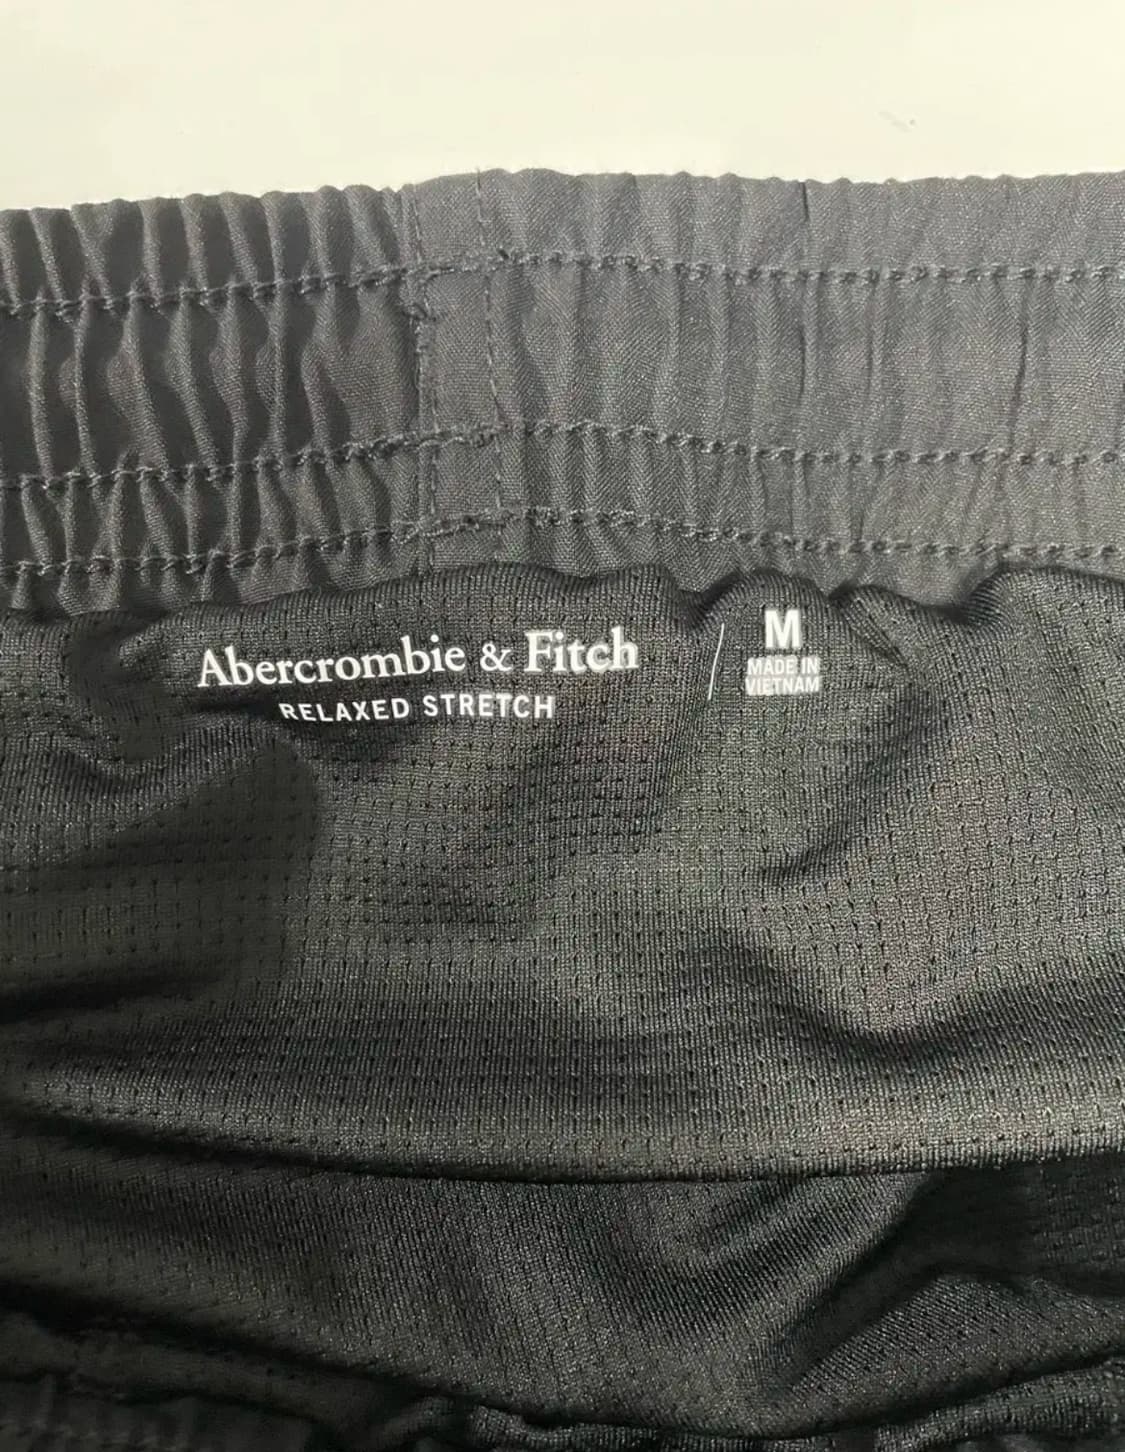 Abercrombie & Fitch
RELAXED STRETCH
M
MADE IN
VIETNAM